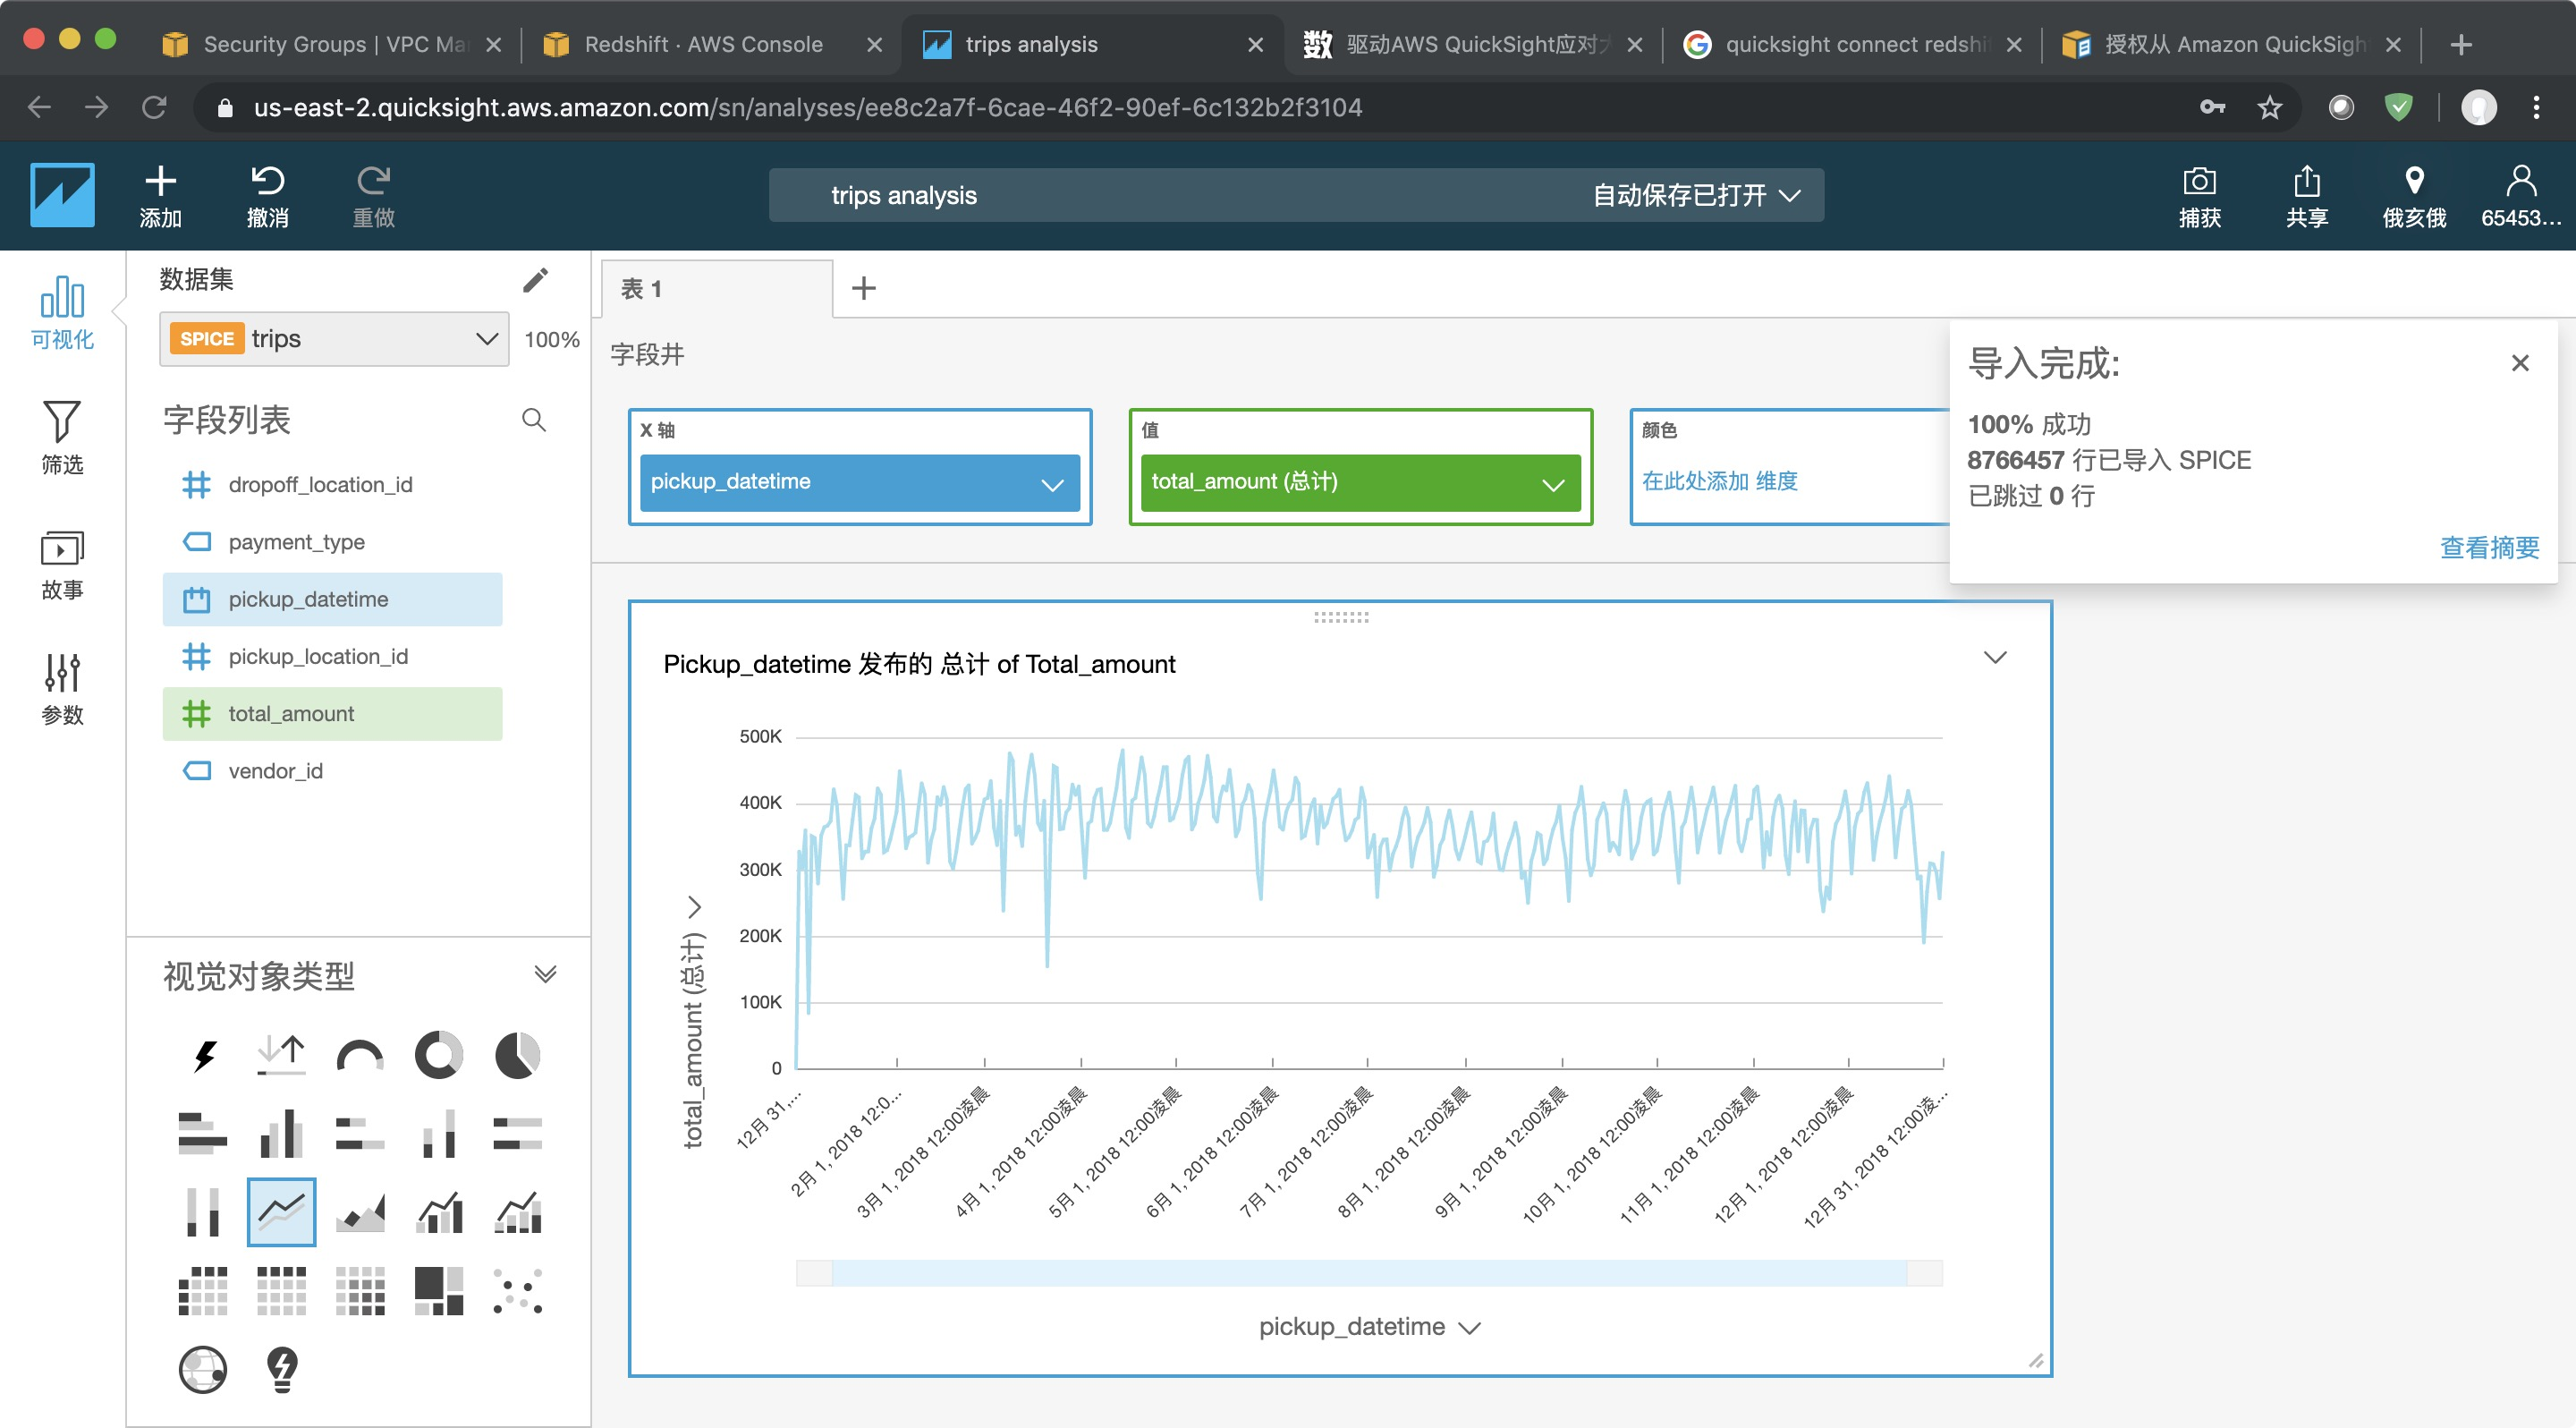 Security Groups | VPC Ma
Redshift · AWS Console
trips analysis
数 驱动AWS QuickSight应对大
quicksight connect redshi
授权从 Amazon QuickSigh
us-east-2.quicksight.aws.amazon.com/sn/analyses/ee8c2a7f-6cae-46f2-90ef-6c132b2f3104
添加
撤消
重做
trips analysis
自动保存已打开
捕获
共享
俄亥俄
65453...
可视化
筛选
故事
参数
数据集
SPICE trips
100%
字段列表
dropoff_location_id
payment_type
pickup_datetime
pickup_location_id
total_amount
vendor_id
视觉对象类型
表 1
字段井
X 轴
pickup_datetime
值
total_amount (总计)
颜色
在此处添加 维度
导入完成:
100% 成功
8766457 行已导入 SPICE
已跳过 0 行
查看摘要
Pickup_datetime 发布的 总计 of Total_amount
total_amount (总计)
500K
400K
300K
200K
100K
0
12月 31,...
2月 1, 2018 12:0...
3月 1, 2018 12:00凌晨
4月 1, 2018 12:00凌晨
5月 1, 2018 12:00凌晨
6月 1, 2018 12:00凌晨
7月 1, 2018 12:00凌晨
8月 1, 2018 12:00凌晨
9月 1, 2018 12:00凌晨
10月 1, 2018 12:00凌晨
11月 1, 2018 12:00凌晨
12月 1, 2018 12:00凌晨
12月 31, 2018 12:00凌...
pickup_datetime